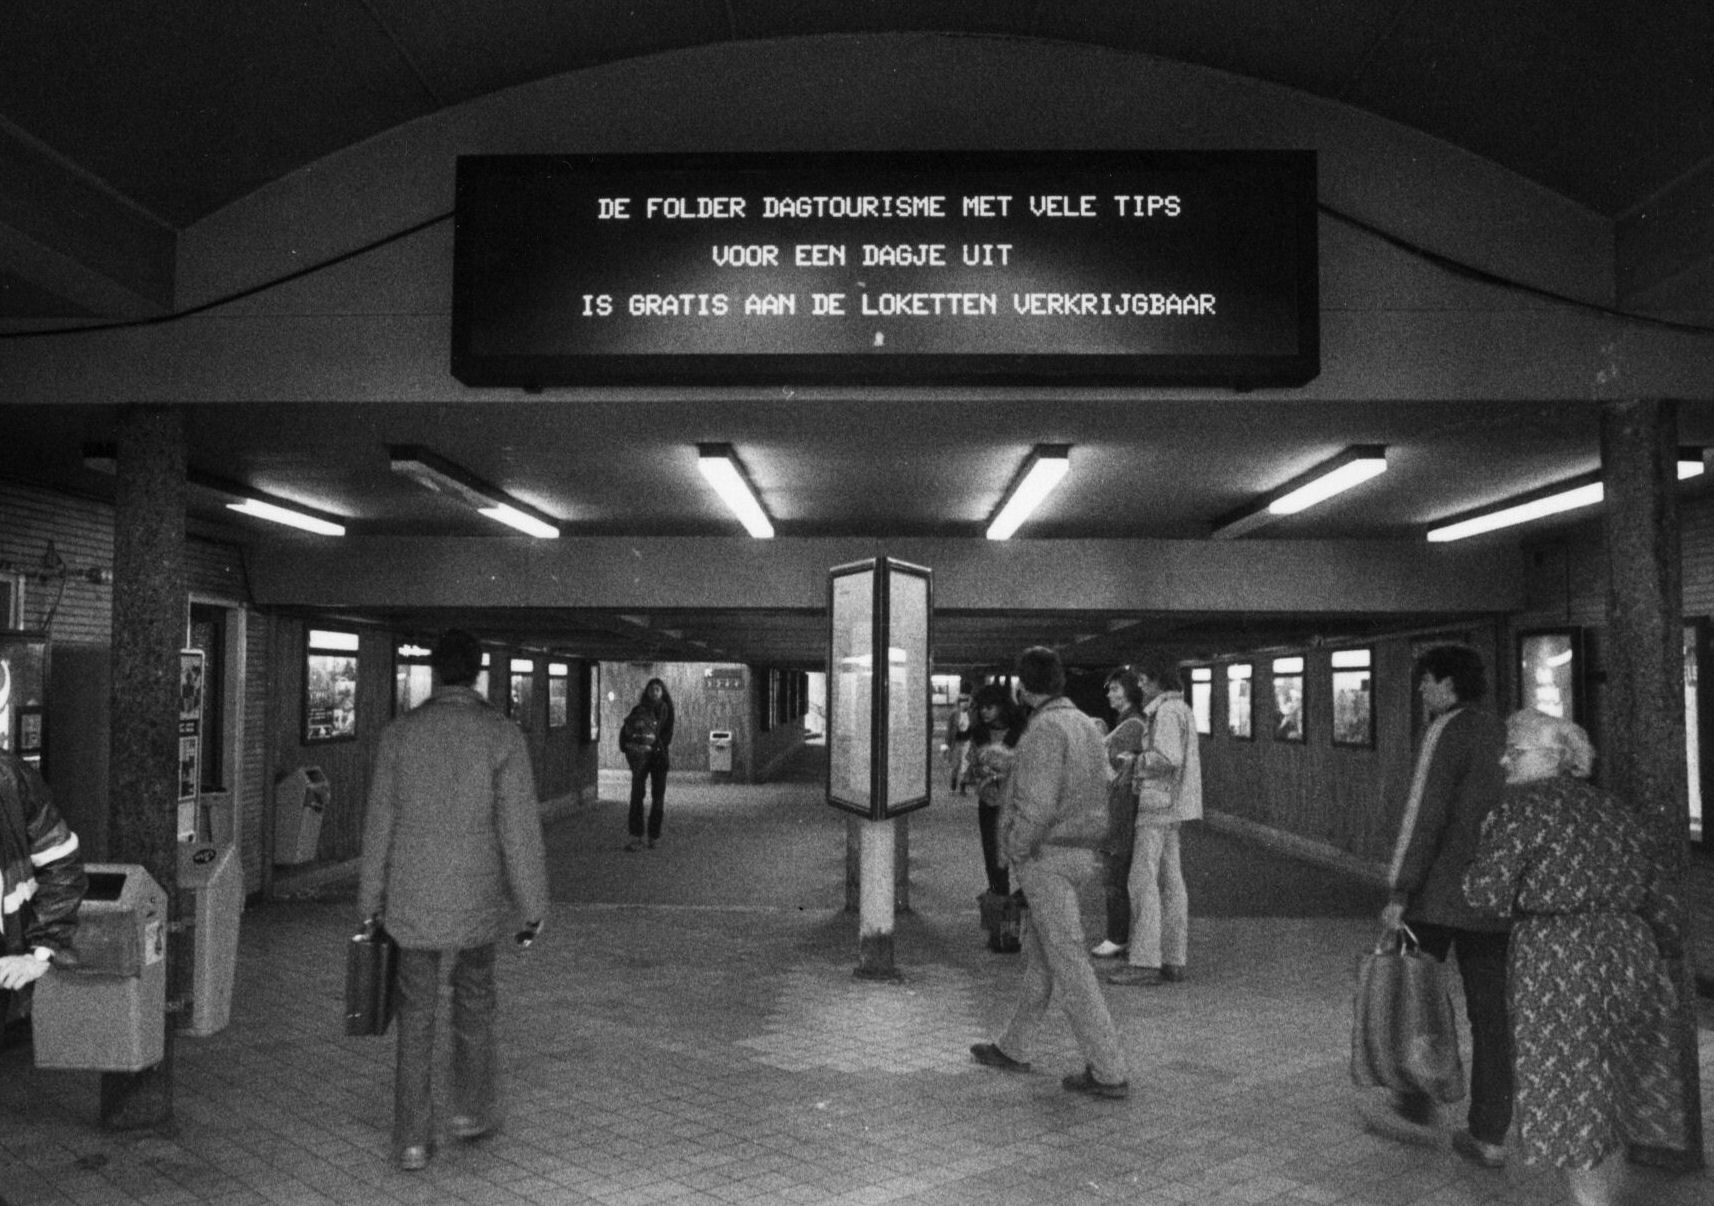 DE FOLDER DAGTOURISME MET VELE TIPS
VOOR EEN DAGJE UIT
IS GRATIS AAN DE LOKETTEN VERKRIJGBAAR